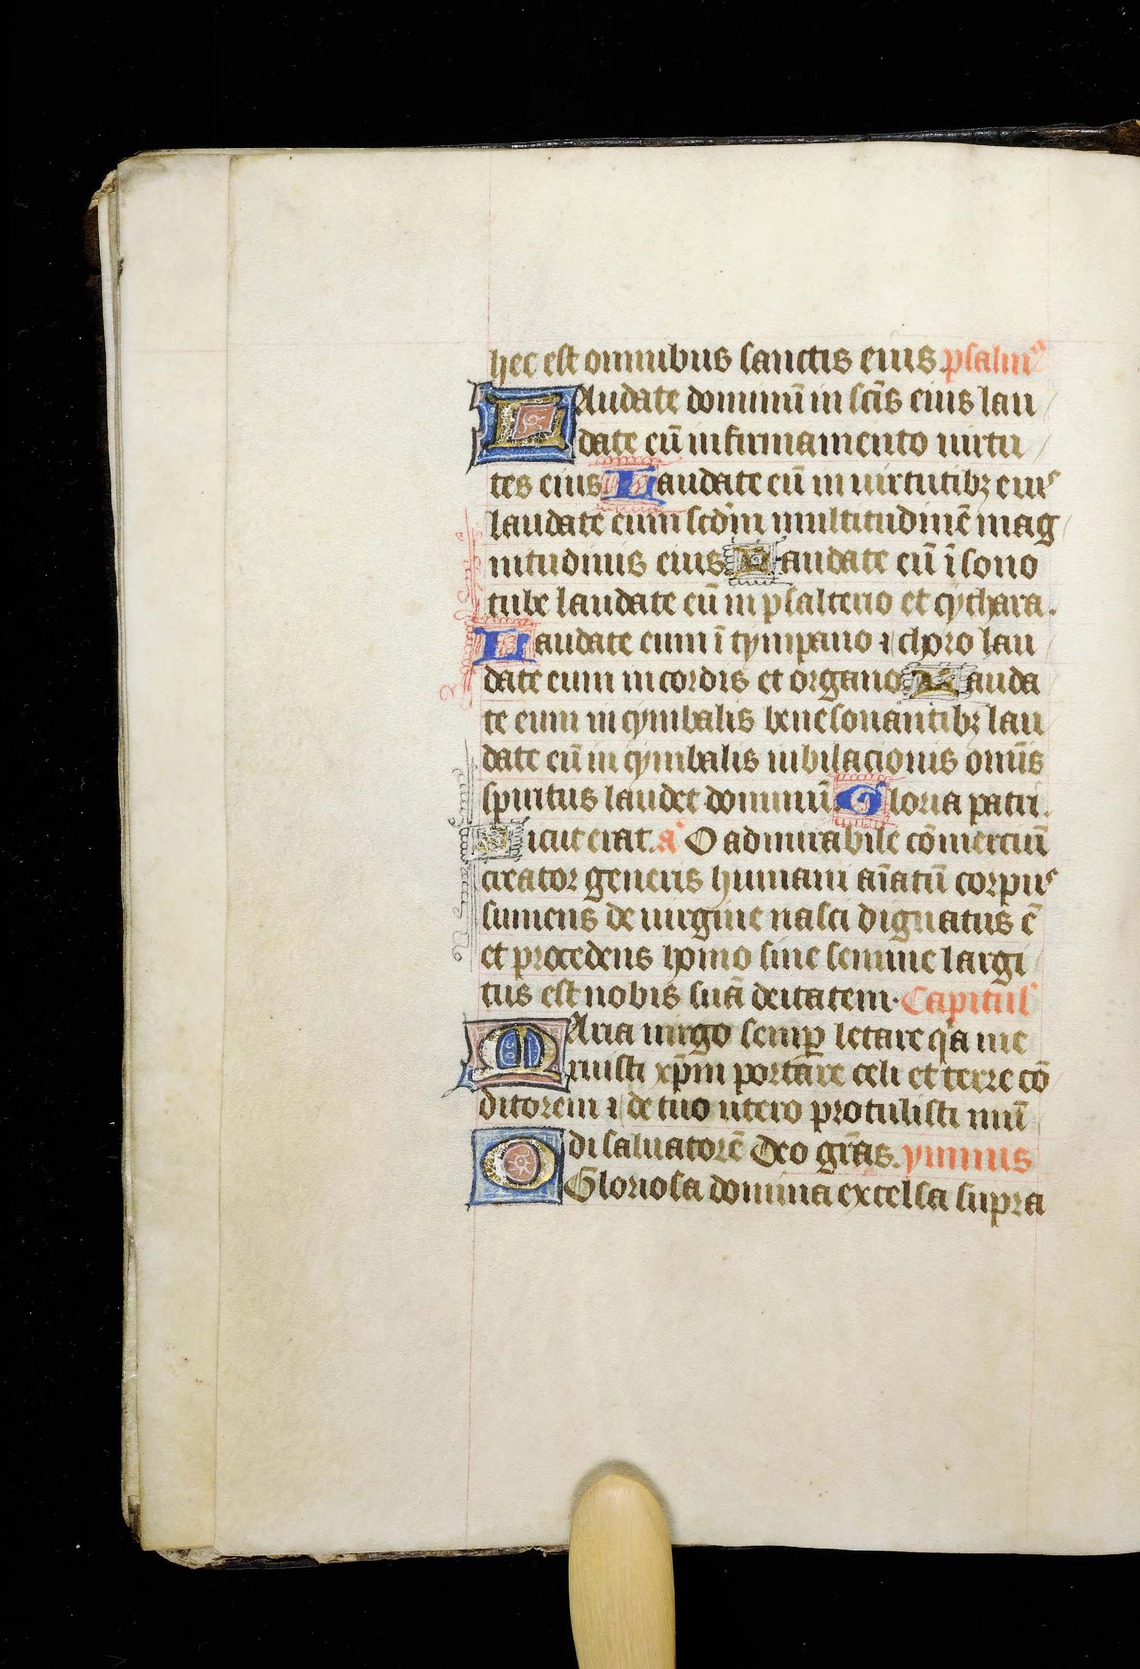 hec est omnibus sanctis eius psalmꝰ
Laudate dominū in scīs eius lau
date eū in firmamento uirtu
tes eius Laudate eū in uirtutibꝫ eiuˢ
laudate eum scdm̄ multitudinē mag
nitudinis eius Laudate eū ī sono
tube laudate eū in psalterio et cythara.
Laudate eum ī tympano ⁊ choro lau
date eum in cordis et organo Lauda
te eum in cymbalis benesonantibꝫ lau
date eū in cymbalis iubilacionis omīs
spiritus laudet dominū Gloria patri.
Sicut erat. aᵃ O admirabile cōmerciū
creator generis humani aīatū corpuˢ
sumens de uirgine nasci dignatus ē
et procedens homo sine semine largi
tus est nobis suā deitatem. Capitul'
Maria uirgo semꝑ letare q̄a me
ruisti xp̄m portare celi et terre cō
ditorem ⁊ de tuo utero protulisti mū
di saluatorē Deo grās. ymnus
O Gloriosa domina excelsa supra